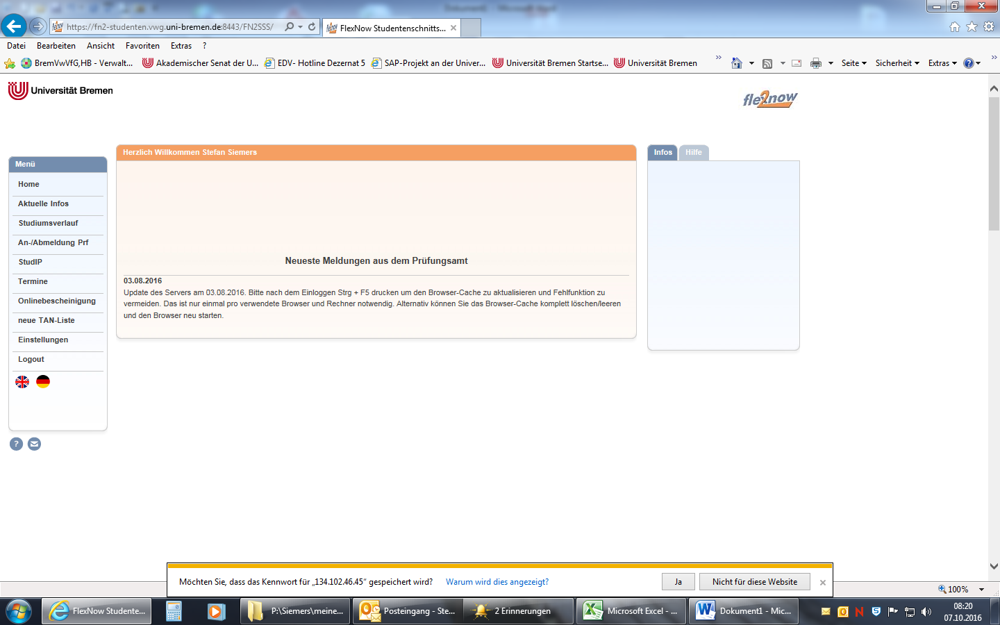 https://fn2-studenten.vwg.uni-bremen.de:8443/FN2SSS/
FlexNow Studentenschnitts...
Datei Bearbeiten Ansicht Favoriten Extras ?
BremVwVfG,HB - Verwalt... Akademischer Senat der U... EDV- Hotline Dezernat 5 SAP-Projekt an der Univer... Universität Bremen Startse... Universität Bremen
Seite Sicherheit Extras
Universität Bremen
flex2now
Herzlich Willkommen Stefan Siemers
Infos Hilfe
Menü
Home
Aktuelle Infos
Studiumsverlauf
An-/Abmeldung Prf
StudIP
Termine
Onlinebescheinigung
neue TAN-Liste
Einstellungen
Logout
Neueste Meldungen aus dem Prüfungsamt
03.08.2016
Update des Servers am 03.08.2016. Bitte nach dem Einloggen Strg + F5 drucken um den Browser-Cache zu aktualisieren und Fehlfunktion zu
vermeiden. Das ist nur einmal pro verwendete Browser und Rechner notwendig. Alternativ können Sie das Browser-Cache komplett löschen/leeren
und den Browser neu starten.
Möchten Sie, dass das Kennwort für „134.102.46.45“ gespeichert wird? Warum wird dies angezeigt? Ja Nicht für diese Website
100%
FlexNow Studente... P:\Siemers\meine... Posteingang - Ste... 2 Erinnerungen Microsoft Excel - ... Dokument1 - Mic...
08:20
07.10.2016